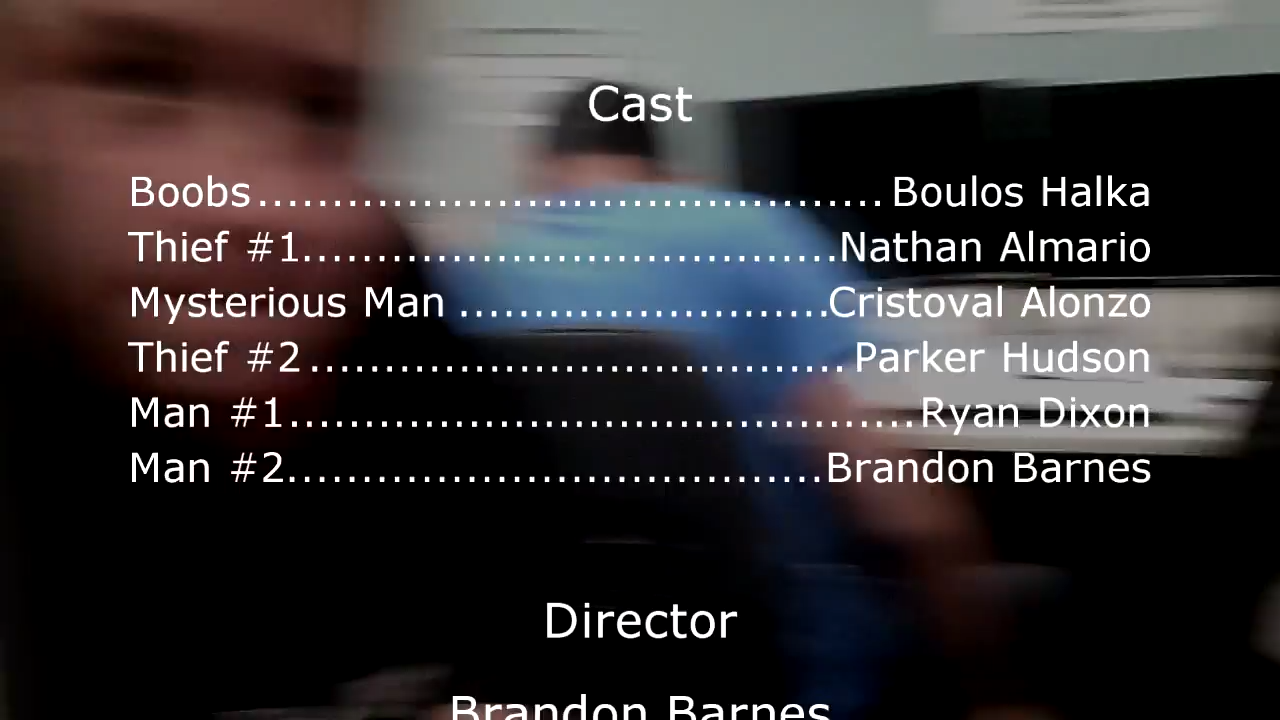 Cast
Boobs............................................Boulos Halka
Thief #1....................................Nathan Almario
Mysterious Man .........................Cristoval Alonzo
Thief #2....................................Parker Hudson
Man #1..........................................Ryan Dixon
Man #2....................................Brandon Barnes
Director
Brandon Barnes